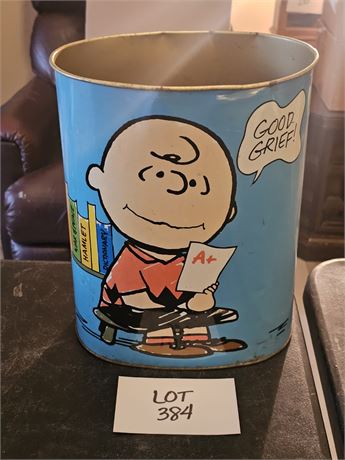 GOOD
GRIEF!
HAMLET
DICTIONARY
A+
LOT
384